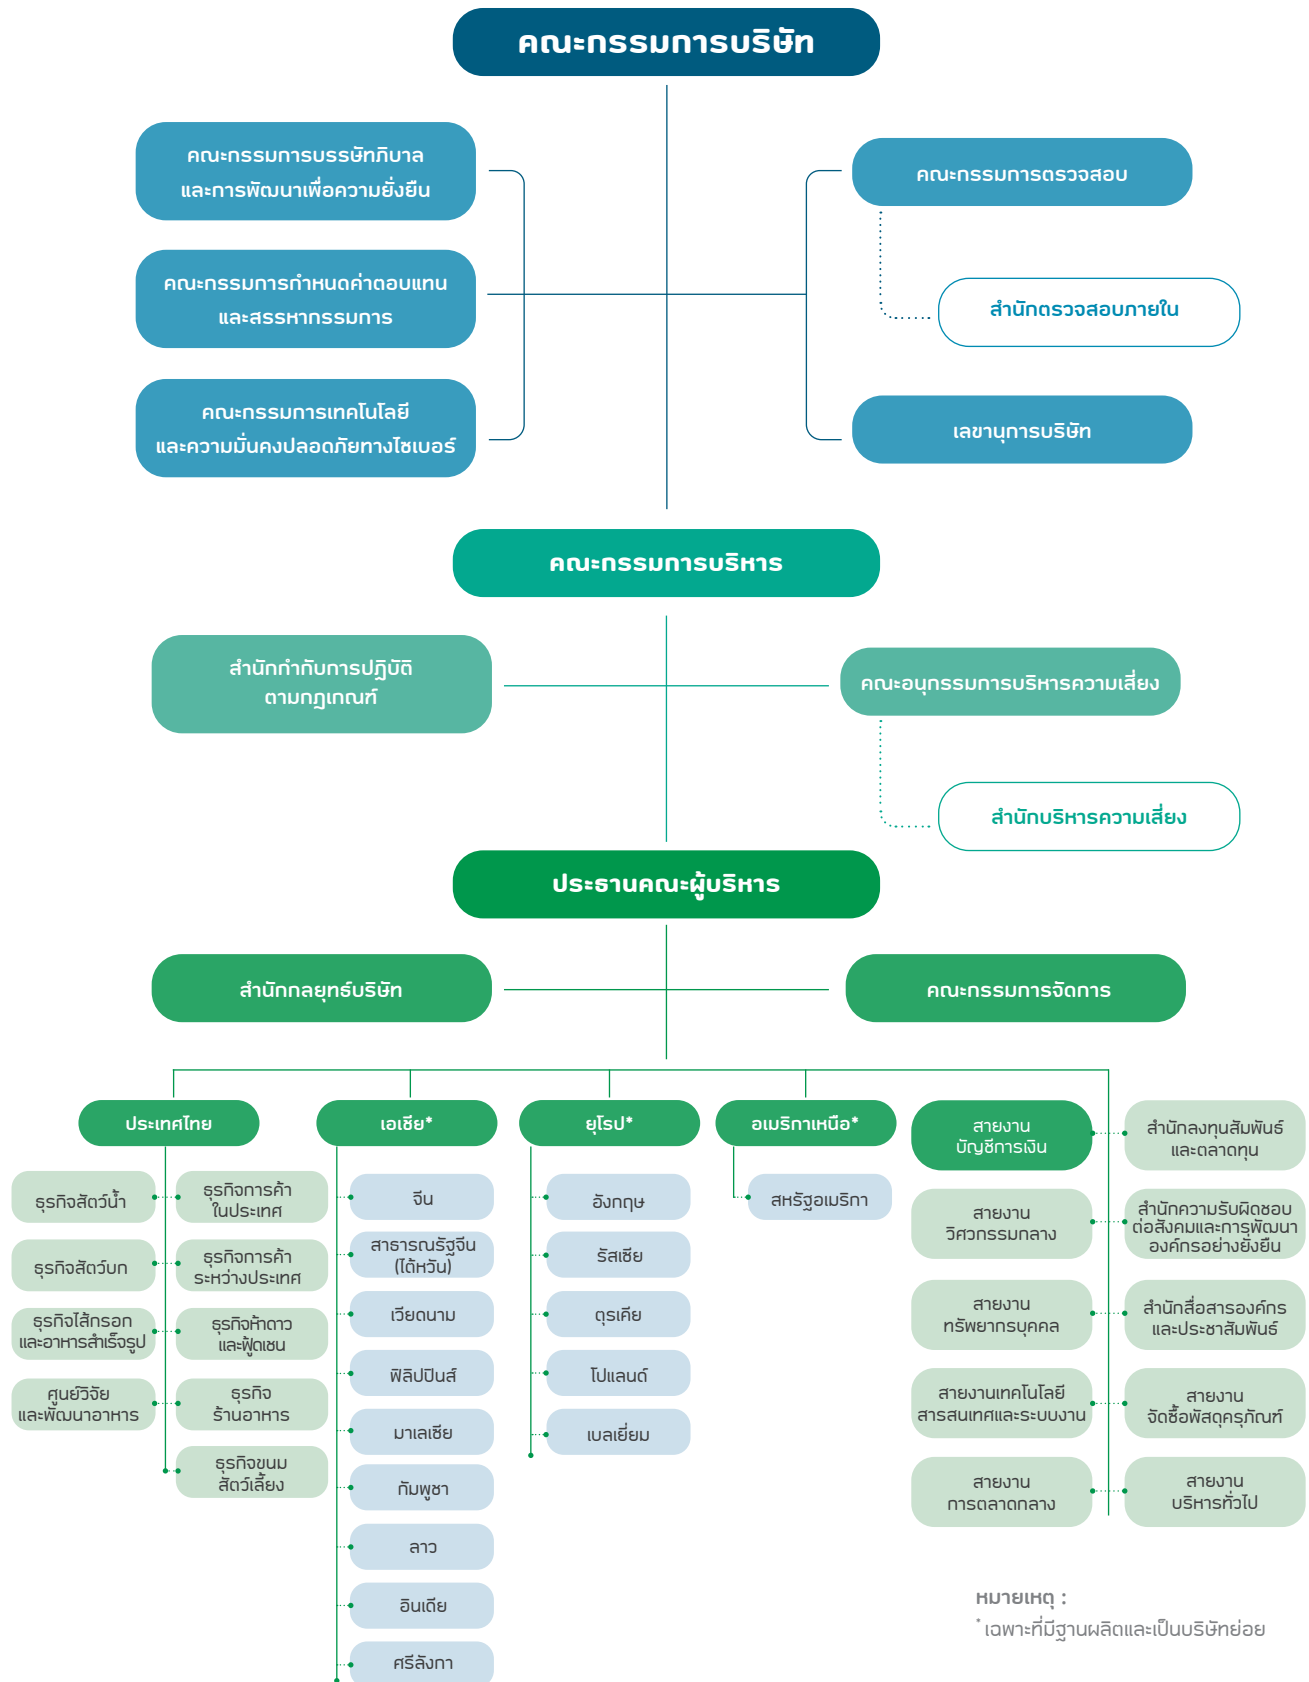 คณะกรรมการบริษัท
คณะกรรมการบรรษัทภิบาล
และการพัฒนาเพื่อความยั่งยืน
คณะกรรมการตรวจสอบ
คณะกรรมการกำหนดค่าตอบแทน
และสรรหากรรมการ
สำนักตรวจสอบภายใน
คณะกรรมการเทคโนโลยี
และความมั่นคงปลอดภัยทางไซเบอร์
เลขานุการบริษัท
คณะกรรมการบริหาร
สำนักกำกับการปฏิบัติ
ตามกฎเกณฑ์
คณะอนุกรรมการบริหารความเสี่ยง
สำนักบริหารความเสี่ยง
ประธานคณะผู้บริหาร
สำนักกลยุทธ์บริษัท
คณะกรรมการจัดการ
ประเทศไทย
ธุรกิจสัตว์น้ำ
ธุรกิจการค้า
ในประเทศ
ธุรกิจสัตว์บก
ธุรกิจการค้า
ระหว่างประเทศ
ธุรกิจไส้กรอก
และอาหารสำเร็จรูป
ธุรกิจห้าดาว
และฟู้ดเชน
ศูนย์วิจัย
และพัฒนาอาหาร
ธุรกิจ
ร้านอาหาร
ธุรกิจขนม
สัตว์เลี้ยง
เอเชีย*
จีน
สาธารณรัฐจีน
(ไต้หวัน)
เวียดนาม
ฟิลิปปินส์
มาเลเซีย
กัมพูชา
ลาว
อินเดีย
ศรีลังกา
ยุโรป*
อังกฤษ
รัสเซีย
ตุรเคีย
โปแลนด์
เบลเยี่ยม
อเมริกาเหนือ*
สหรัฐอเมริกา
สายงาน
บัญชีการเงิน
สำนักลงทุนสัมพันธ์
และตลาดทุน
สายงาน
วิศวกรรมกลาง
สำนักความรับผิดชอบ
ต่อสังคมและการพัฒนา
องค์กรอย่างยั่งยืน
สายงาน
ทรัพยากรบุคคล
สำนักสื่อสารองค์กร
และประชาสัมพันธ์
สายงานเทคโนโลยี
สารสนเทศและระบบงาน
สายงาน
จัดซื้อพัสดุครุภัณฑ์
สายงาน
การตลาดกลาง
สายงาน
บริหารทั่วไป
หมายเหตุ :
* เฉพาะที่มีฐานผลิตและเป็นบริษัทย่อย